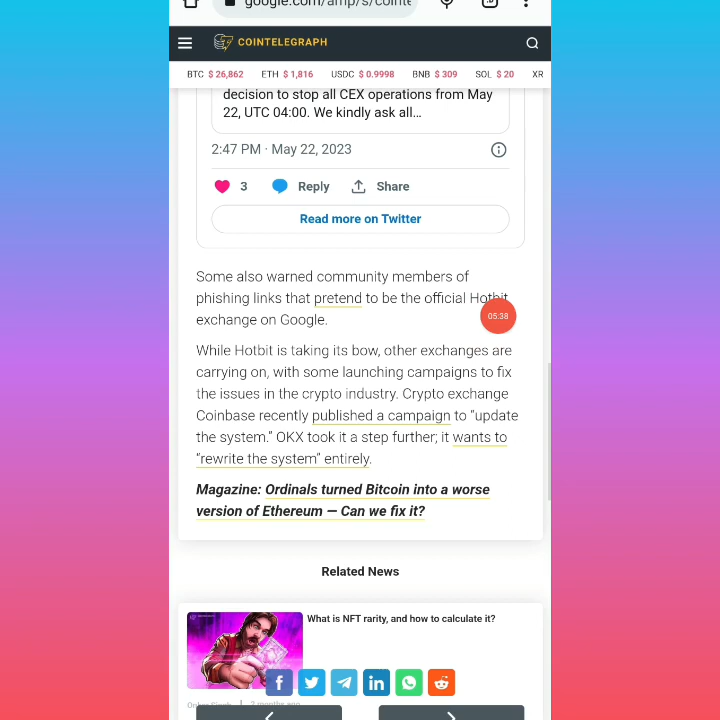 google.com/amp/s/cointe
COINTELEGRAPH
BTC $ 26,862 ETH $ 1,816 USDC $ 0.9998 BNB $ 309 SOL $ 20 XR
decision to stop all CEX operations from May
22, UTC 04:00. We kindly ask all...
2:47 PM · May 22, 2023
3 Reply Share
Read more on Twitter
Some also warned community members of
phishing links that pretend to be the official Hotbit
exchange on Google.
05:38
While Hotbit is taking its bow, other exchanges are
carrying on, with some launching campaigns to fix
the issues in the crypto industry. Crypto exchange
Coinbase recently published a campaign to “update
the system.” OKX took it a step further; it wants to
“rewrite the system” entirely.
Magazine: Ordinals turned Bitcoin into a worse
version of Ethereum — Can we fix it?
Related News
What is NFT rarity, and how to calculate it?
2 months ago